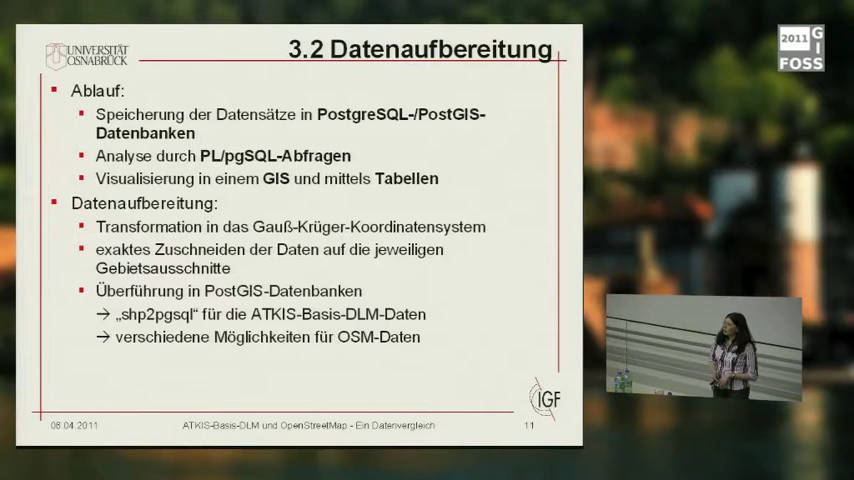 UNIVERSITÄT
OSNABRÜCK
3.2 Datenaufbereitung
Ablauf:
Speicherung der Datensätze in PostgreSQL-/PostGIS-
Datenbanken
Analyse durch PL/pgSQL-Abfragen
Visualisierung in einem GIS und mittels Tabellen
Datenaufbereitung:
Transformation in das Gauß-Krüger-Koordinatensystem
exaktes Zuschneiden der Daten auf die jeweiligen
Gebietsausschnitte
Überführung in PostGIS-Datenbanken
→ „shp2pgsql“ für die ATKIS-Basis-DLM-Daten
→ verschiedene Möglichkeiten für OSM-Daten
IGF
08.04.2011
ATKIS-Basis-DLM und OpenStreetMap - Ein Datenvergleich
11
2011
GI
FOSS